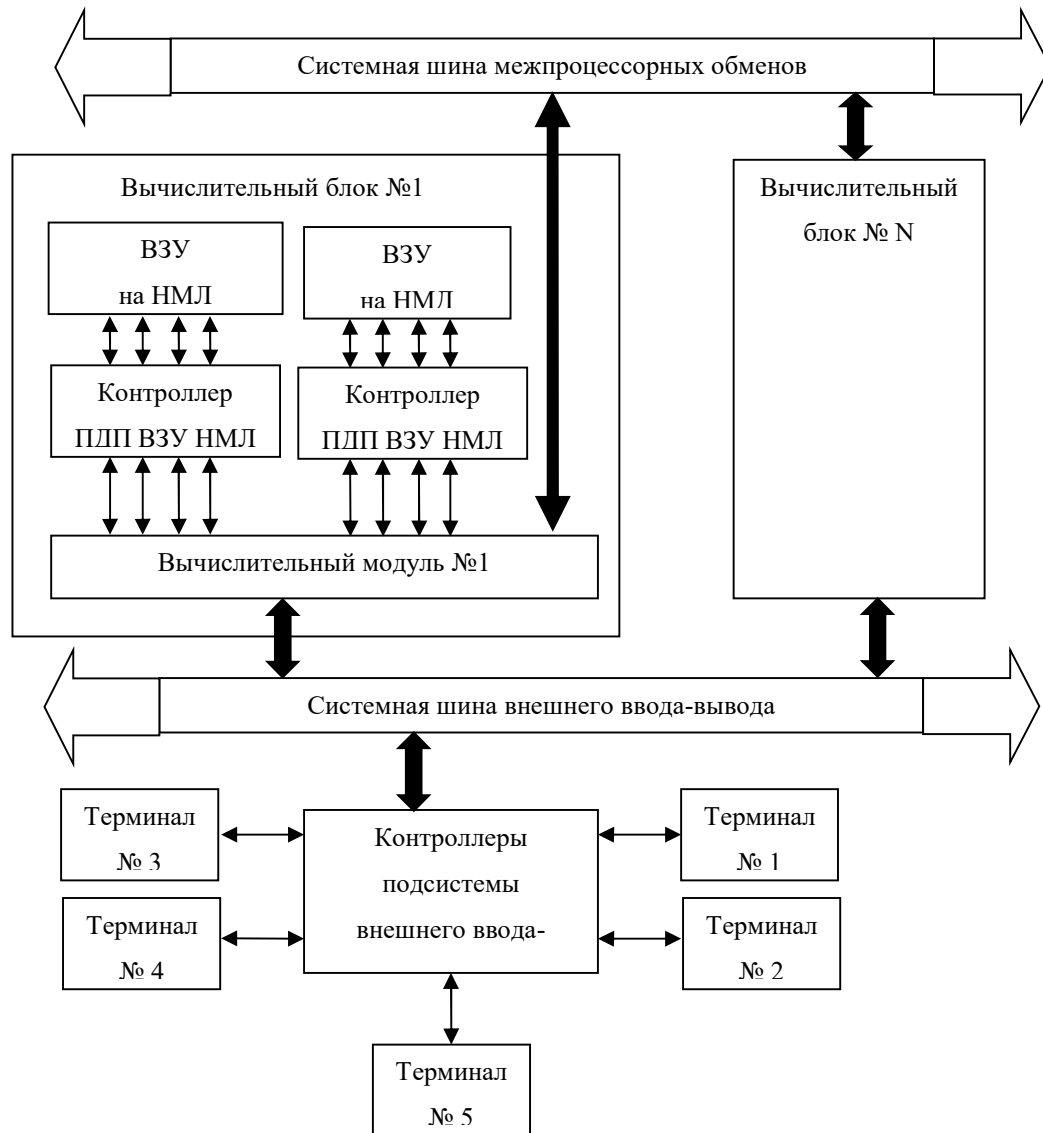 Системная шина межпроцессорных обменов
Вычислительный блок №1
ВЗУ
на НМЛ
ВЗУ
на НМЛ
Контроллер
ПДП ВЗУ НМЛ
Контроллер
ПДП ВЗУ НМЛ
Вычислительный модуль №1
Вычислительный
блок № N
Системная шина внешнего ввода-вывода
Терминал
№ 3
Контроллеры
подсистемы
внешнего ввода-
Терминал
№ 1
Терминал
№ 4
Терминал
№ 2
Терминал
№ 5